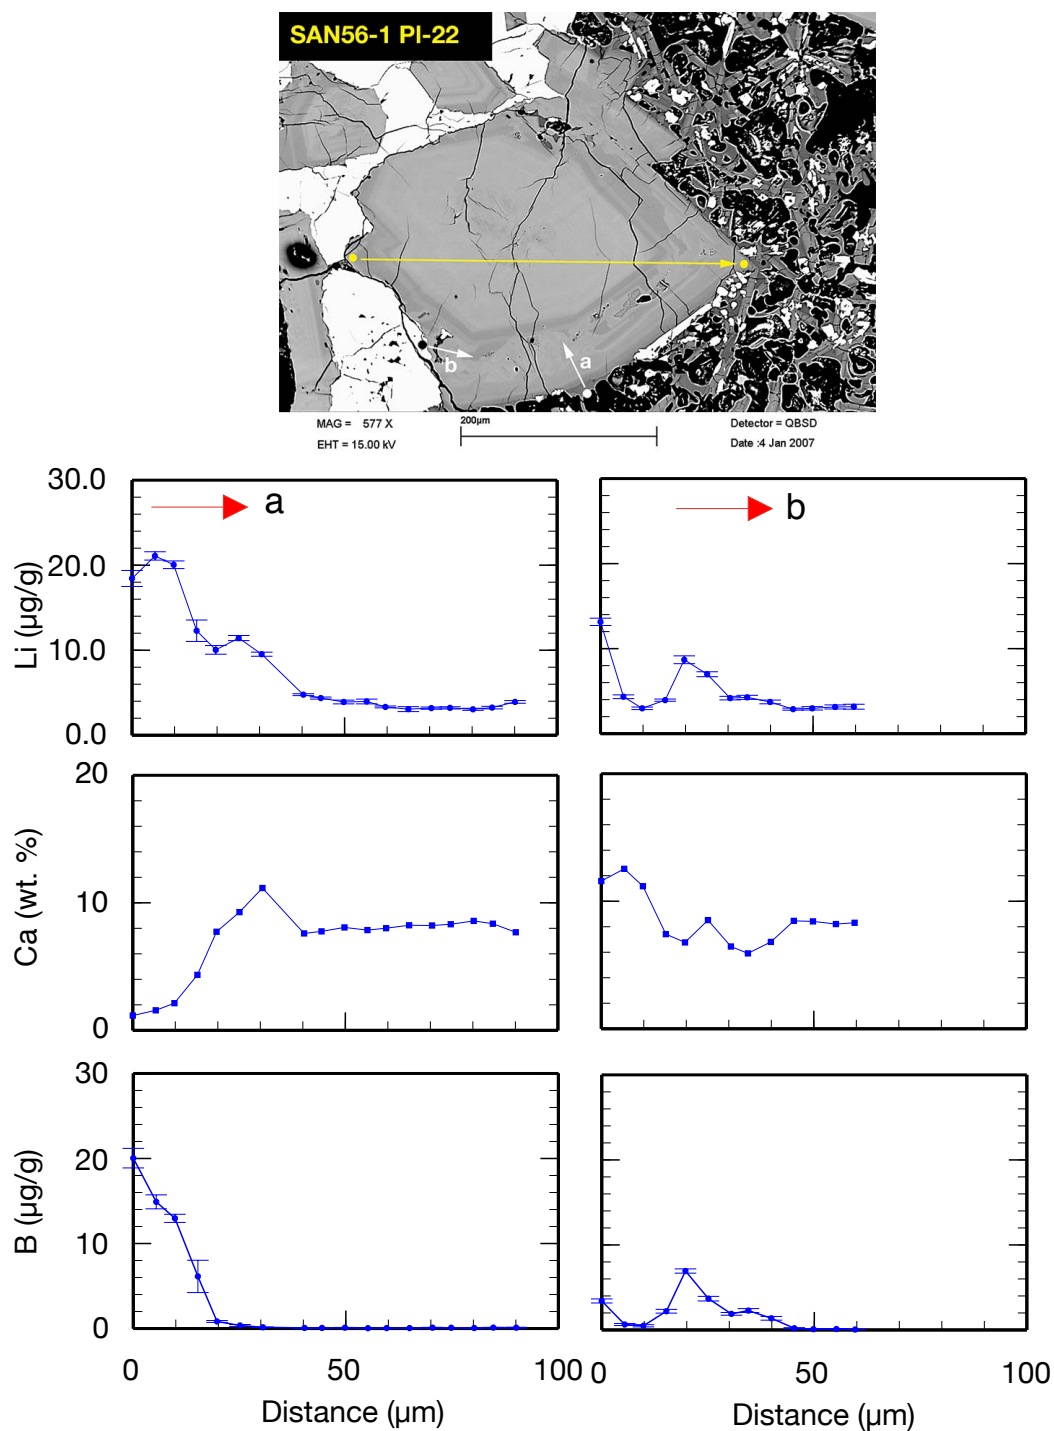 SAN56-1 Pl-22
b
a
MAG = 577 X
EHT = 15.00 kV
200µm
Detector = QBSD
Date :4 Jan 2007
30.0
20.0
10.0
0.0
Li (µg/g)
a
b
20
10
0
Ca (wt. %)
30
20
10
0
B (µg/g)
0 50 100
Distance (µm)
0 50 100
Distance (µm)